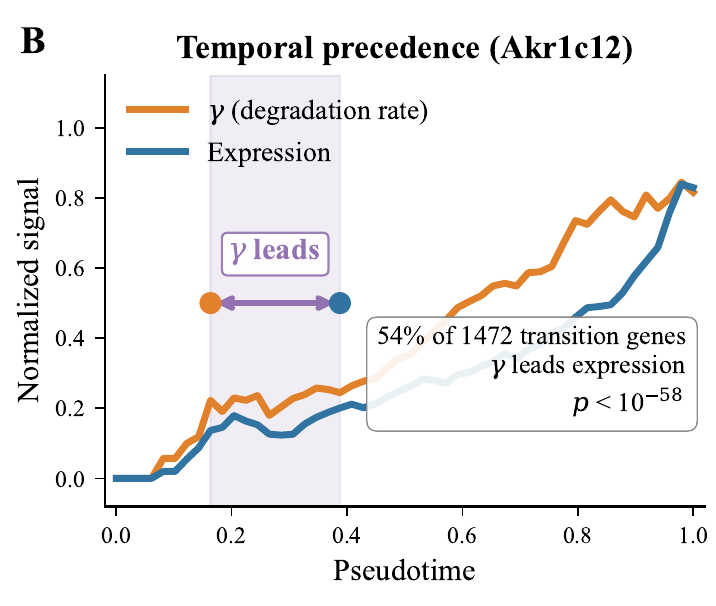 B
Temporal precedence (Akr1c12)
γ (degradation rate)
Expression
γ leads
54% of 1472 transition genes
γ leads expression
p < 10⁻⁵⁸
Normalized signal
1.0
0.8
0.6
0.4
0.2
0.0
0.0 0.2 0.4 0.6 0.8 1.0
Pseudotime